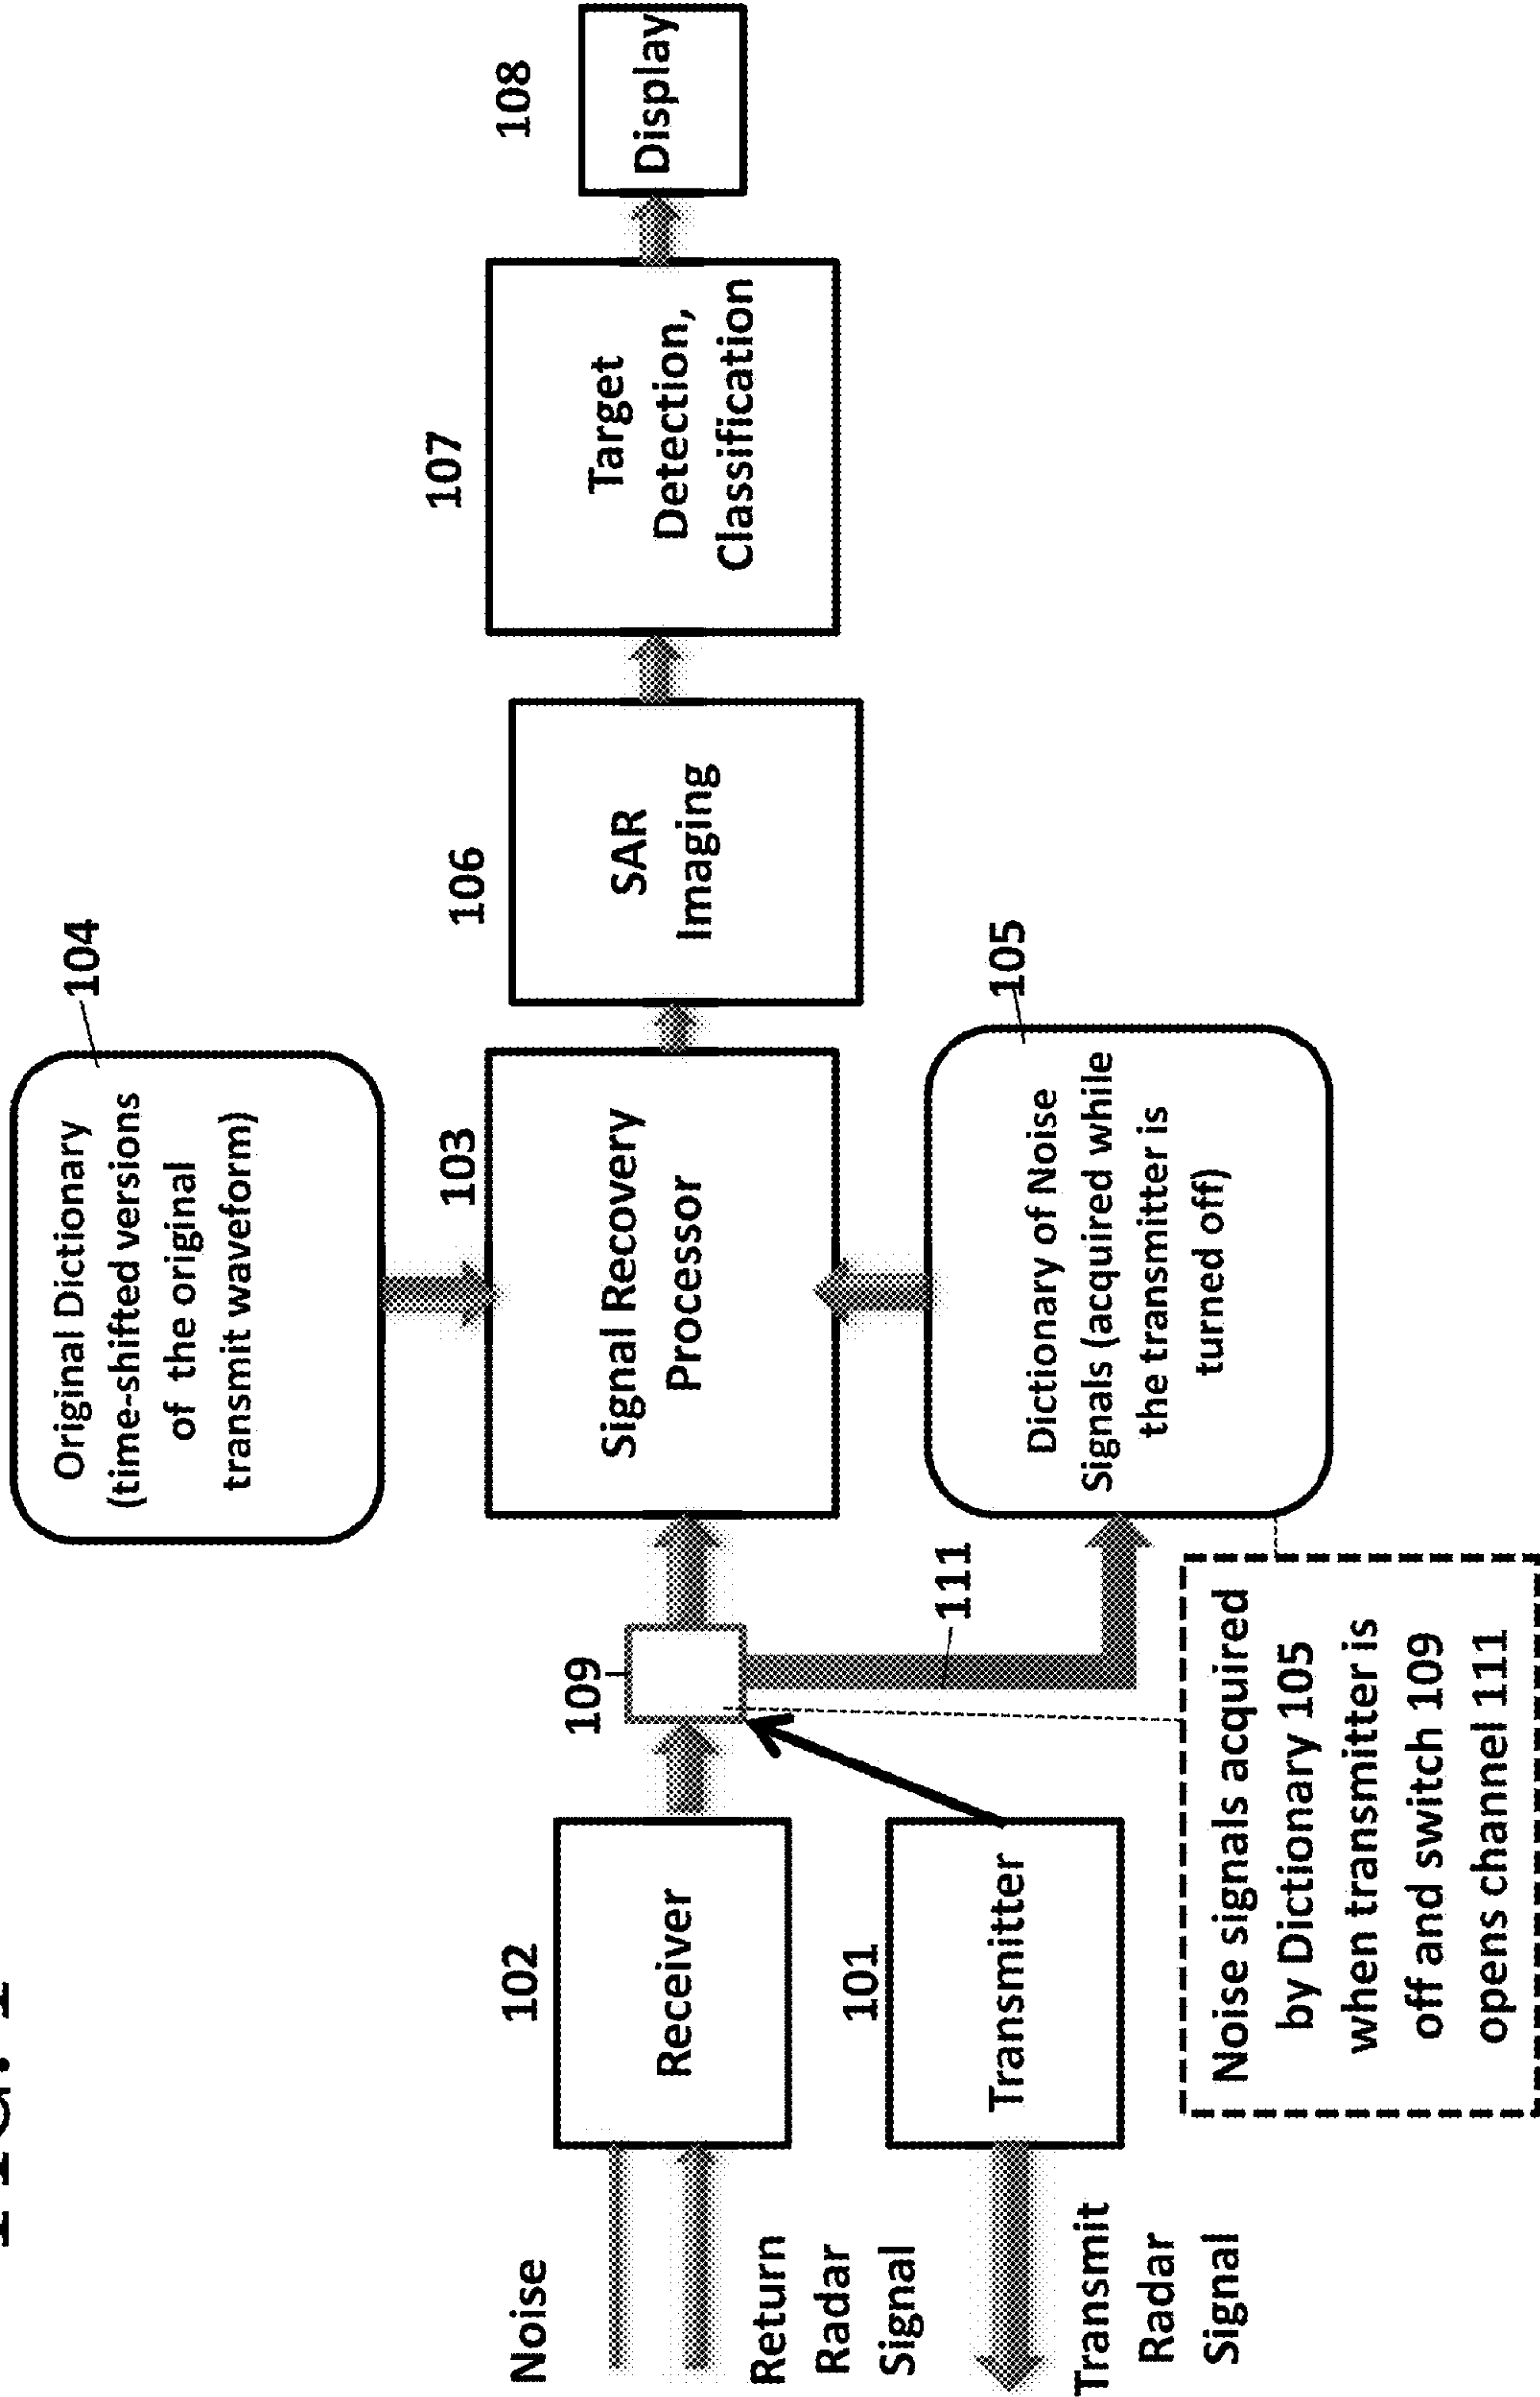 104
Original Dictionary
(time-shifted versions
of the original
transmit waveform)
102
Receiver
Noise
Return
Radar
Signal
101
Transmitter
Transmit
Radar
Signal
109
111
103
Signal Recovery
Processor
106
SAR
Imaging
107
Target
Detection,
Classification
108
Display
105
Dictionary of Noise
Signals (acquired while
the transmitter is
turned off)
Noise signals acquired
by Dictionary 105
when transmitter is
off and switch 109
opens channel 111